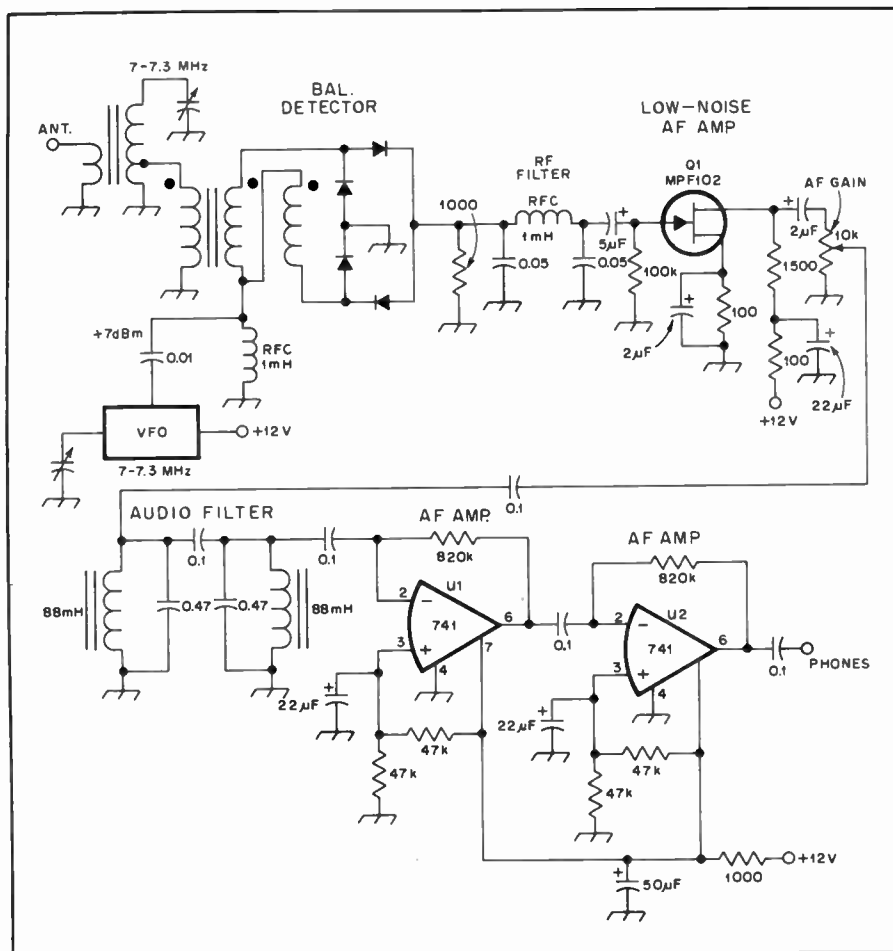 7-7.3 MHz
ANT.
BAL.
DETECTOR
LOW-NOISE
AF AMP
Q1
MPF102
AF GAIN
RF
FILTER
RFC
1mH
1000
0.05
0.05
5µF
+
100k
+
2µF
100
+
2µF
10k
1500
100
+
22µF
+12V
+7dBm
0.01
RFC
1mH
VFO
+12V
7-7.3 MHz
0.1
AUDIO FILTER
AF AMP.
AF AMP
0.1
0.1
820k
820k
88mH
0.47
0.47
88mH
U1
2
-
741
6
3
+
7
4
0.1
U2
2
-
741
6
3
+
4
0.1
PHONES
+
22µF
47k
47k
+
22µF
47k
47k
+
50µF
1000
+12V